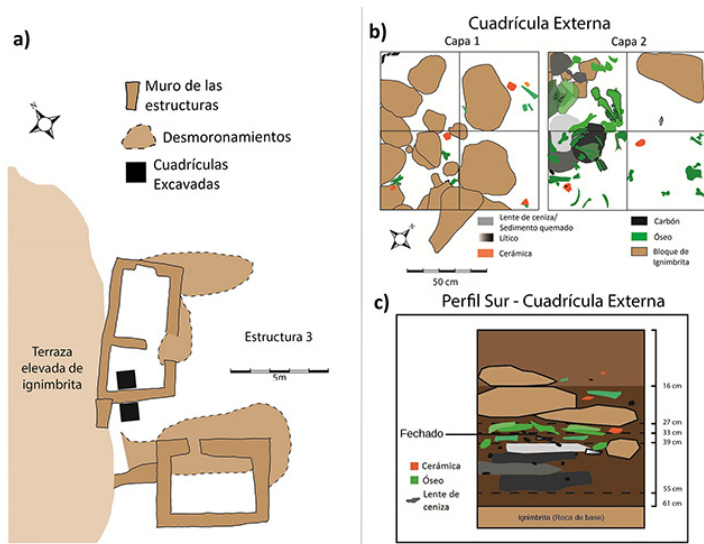 a)
Muro de las
estructuras
Desmoronamientos
Cuadrículas
Excavadas
N
Terraza
elevada de
ignimbrita
Estructura 3
5m
Cuadrícula Externa
b)
Capa 1
Capa 2
Lente de ceniza/
Sedimento quemado
Lítico
Cerámica
Carbón
Óseo
Bloque de
Ignimbrita
50 cm
c)
Perfil Sur - Cuadrícula Externa
16 cm
27 cm
33 cm
39 cm
55 cm
61 cm
Fechado
Cerámica
Óseo
Lente de
ceniza
Ignimbrita (Roca de base)